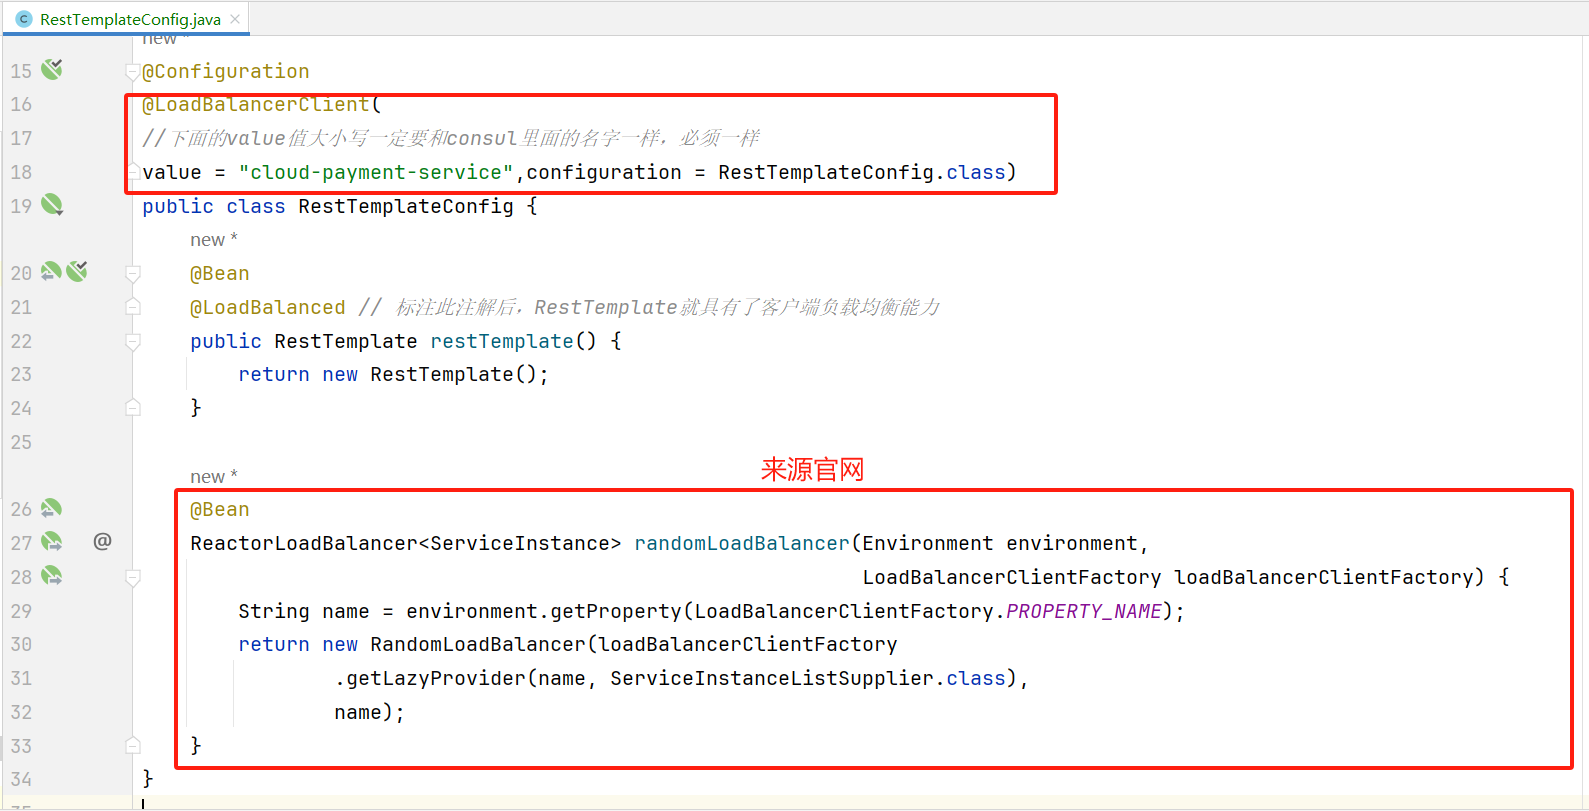 RestTemplateConfig.java
new *
15 @Configuration
16 @LoadBalancerClient(
17 //下面的value值大小写一定要和consul里面的名字一样，必须一样
18 value = "cloud-payment-service",configuration = RestTemplateConfig.class)
19 public class RestTemplateConfig {
new *
20 @Bean
21 @LoadBalanced // 标注此注解后，RestTemplate就具有了客户端负载均衡能力
22 public RestTemplate restTemplate() {
23 return new RestTemplate();
24 }
25
来源官网
new *
26 @Bean
27 @ ReactorLoadBalancer<ServiceInstance> randomLoadBalancer(Environment environment,
28 LoadBalancerClientFactory loadBalancerClientFactory) {
29 String name = environment.getProperty(LoadBalancerClientFactory.PROPERTY_NAME);
30 return new RandomLoadBalancer(loadBalancerClientFactory
31 .getLazyProvider(name, ServiceInstanceListSupplier.class),
32 name);
33 }
34 }
35